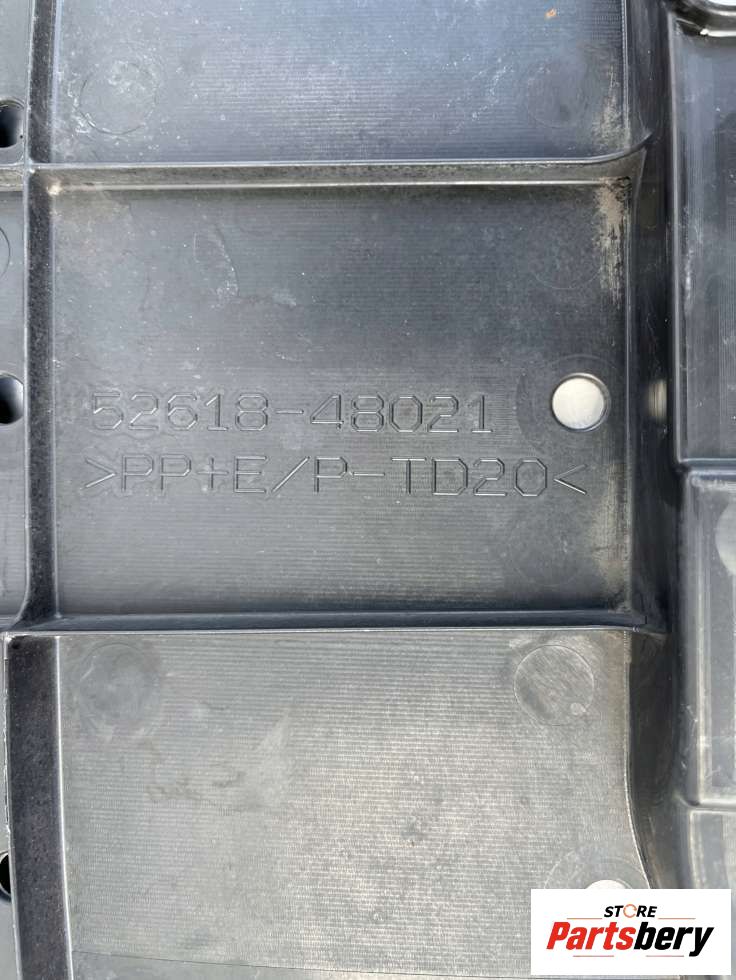 52618-48021
>PP+E/P-TD20<
STORE
Partsbery